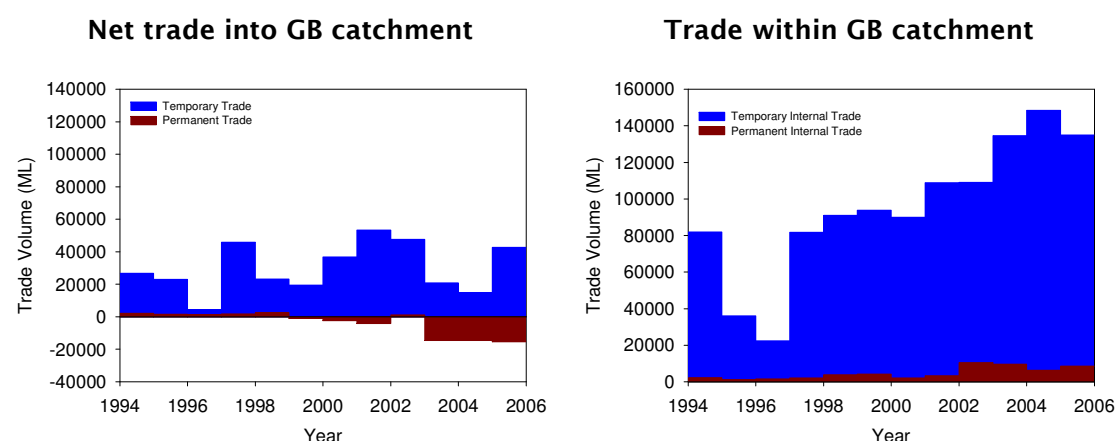 Net trade into GB catchment
140000
120000
100000
80000
60000
40000
20000
0
-20000
-40000
Trade Volume (ML)
Temporary Trade
Permanent Trade
1994 1996 1998 2000 2002 2004 2006
Year
Trade within GB catchment
160000
140000
120000
100000
80000
60000
40000
20000
0
Trade Volume (ML)
Temporary Internal Trade
Permanent Internal Trade
1994 1996 1998 2000 2002 2004 2006
Year